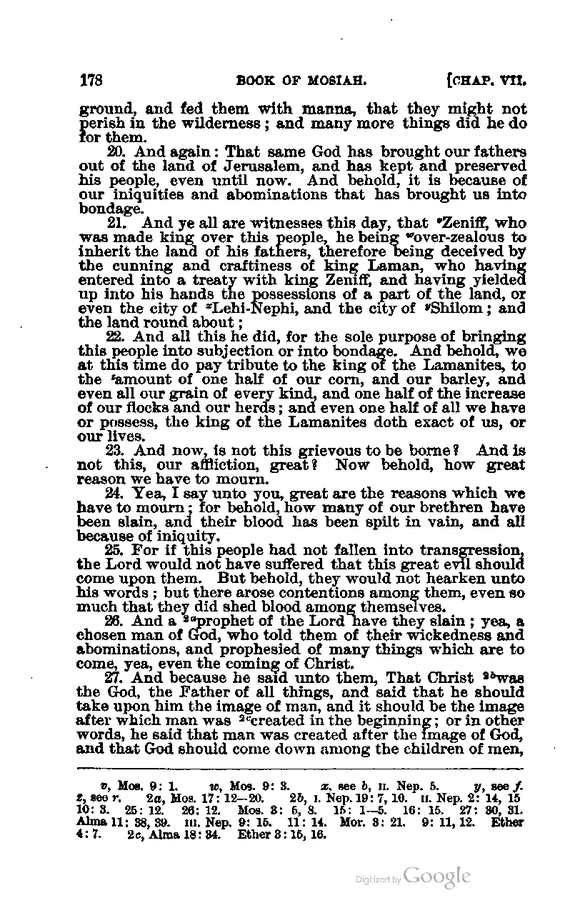 178 BOOK OF MOSIAH. [CHAP. VII.
ground, and fed them with manna, that they might not
perish in the wilderness; and many more things did he do
for them.
20. And again: That same God has brought our fathers
out of the land of Jerusalem, and has kept and preserved
his people, even until now. And behold, it is because of
our iniquities and abominations that has brought us into
bondage.
21. And ye all are witnesses this day, that ᵛZeniff, who
was made king over this people, he being ʷover-zealous to
inherit the land of his fathers, therefore being deceived by
the cunning and craftiness of king Laman, who having
entered into a treaty with king Zeniff, and having yielded
up into his hands the possessions of a part of the land, or
even the city of ˣLehi-Nephi, and the city of ʸShilom; and
the land round about;
22. And all this he did, for the sole purpose of bringing
this people into subjection or into bondage. And behold, we
at this time do pay tribute to the king of the Lamanites, to
the ᶻamount of one half of our corn, and our barley, and
even all our grain of every kind, and one half of the increase
of our flocks and our herds; and even one half of all we have
or possess, the king of the Lamanites doth exact of us, or
our lives.
23. And now, is not this grievous to be borne? And is
not this, our affliction, great? Now behold, how great
reason we have to mourn.
24. Yea, I say unto you, great are the reasons which we
have to mourn; for behold, how many of our brethren have
been slain, and their blood has been spilt in vain, and all
because of iniquity.
25. For if this people had not fallen into transgression,
the Lord would not have suffered that this great evil should
come upon them. But behold, they would not hearken unto
his words; but there arose contentions among them, even so
much that they did shed blood among themselves.
26. And a ²ᵃprophet of the Lord have they slain; yea, a
chosen man of God, who told them of their wickedness and
abominations, and prophesied of many things which are to
come, yea, even the coming of Christ.
27. And because he said unto them, That Christ ²ᵇwas
the God, the Father of all things, and said that he should
take upon him the image of man, and it should be the image
after which man was ²ᶜcreated in the beginning; or in other
words, he said that man was created after the image of God,
and that God should come down among the children of men,
v, Mos. 9: 1. w, Mos. 9: 3. x, see b, II. Nep. 5. y, see f.
z, see r. 2a, Mos. 17: 12—20. 2b, I. Nep. 19: 7, 10. II. Nep. 2: 14, 15
10: 3. 25: 12. 26: 12. Mos. 3: 5, 8. 15: 1—5. 16: 15. 27: 30, 31.
Alma 11: 38, 39. III. Nep. 9: 15. 11: 14. Mor. 3: 21. 9: 11, 12. Ether
4: 7. 2c, Alma 18: 34. Ether 3: 15, 16.
Digitized by Google